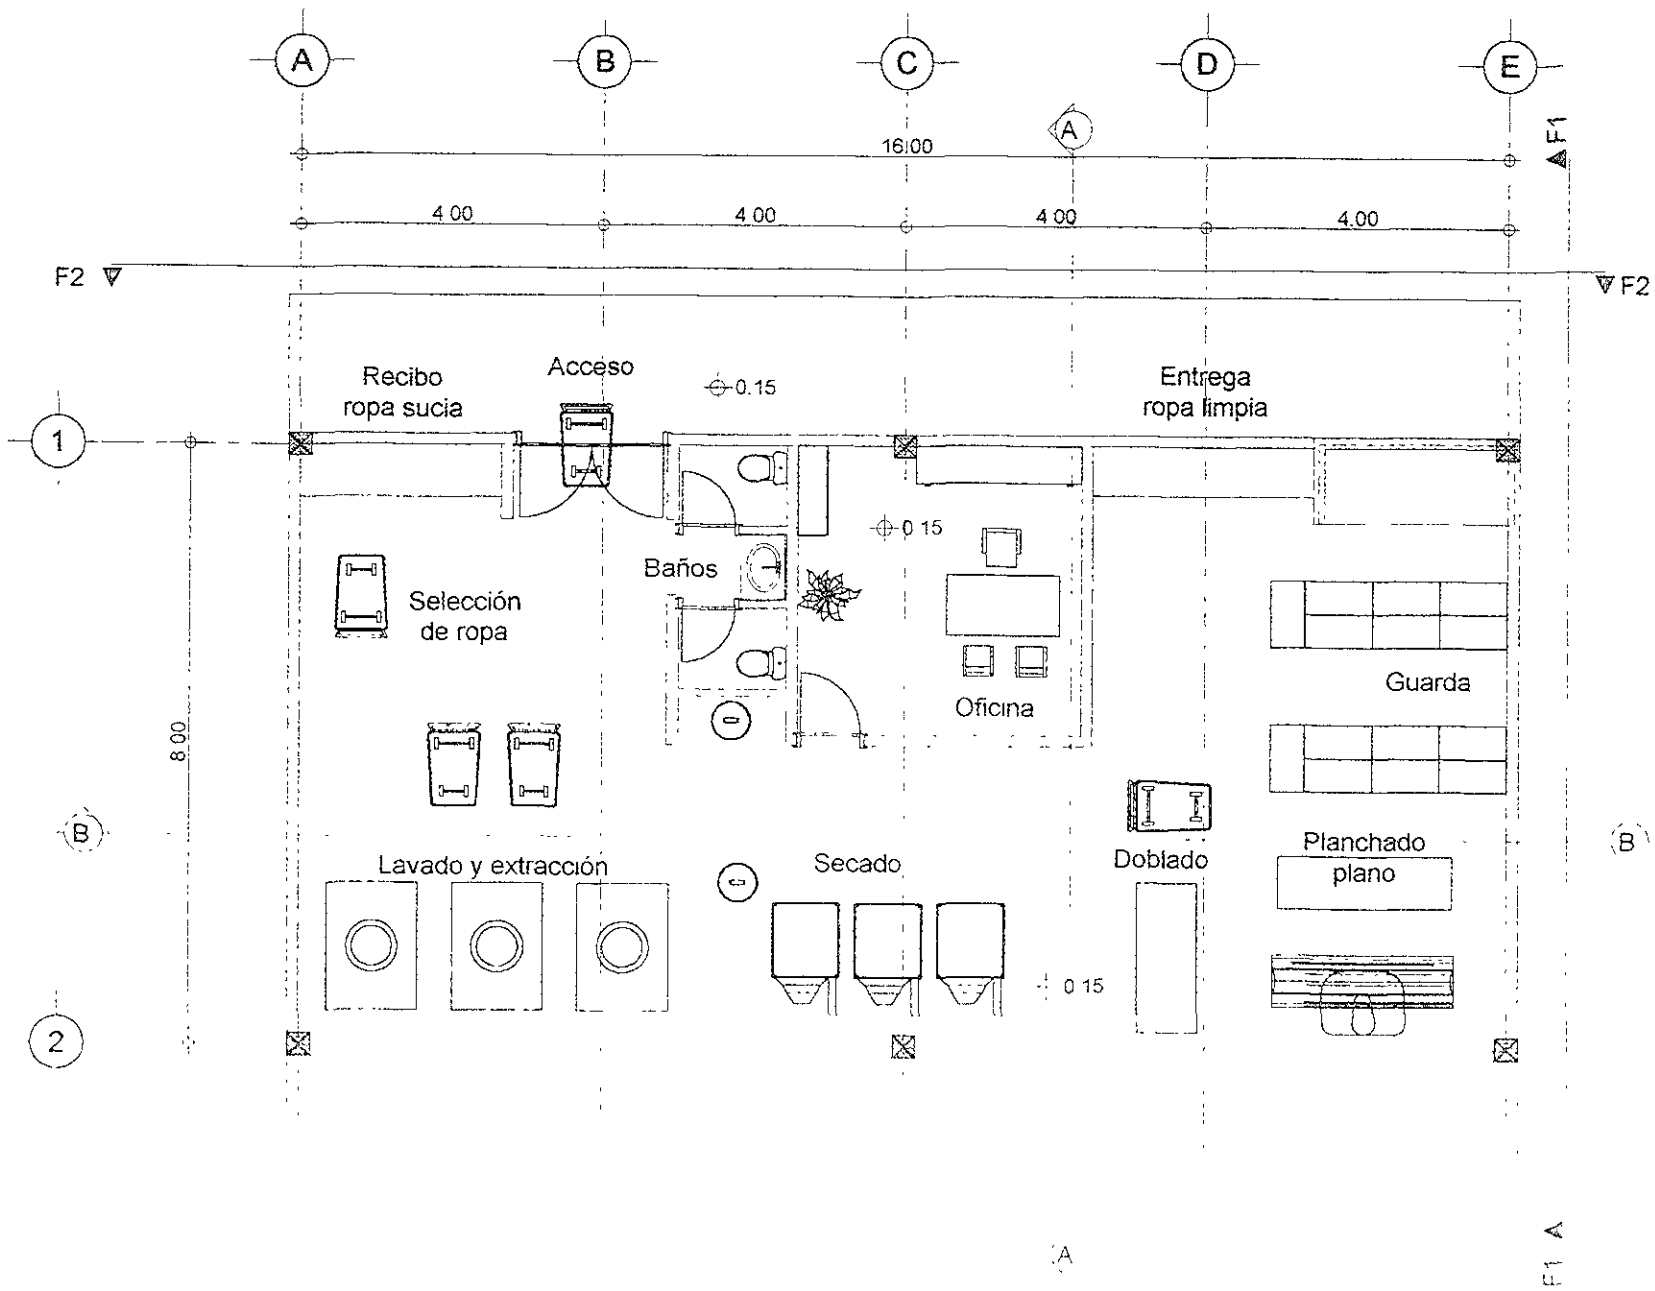 A
B
C
D
E
A
F1
16.00
4 00
4 00
4 00
4.00
F2
F2
Recibo
ropa sucia
Acceso
0.15
Entrega
ropa limpia
1
0 15
Baños
Selección
de ropa
Oficina
Guarda
8 00
B
B
Lavado y extracción
Secado
Doblado
Planchado
plano
0 15
2
A
F1